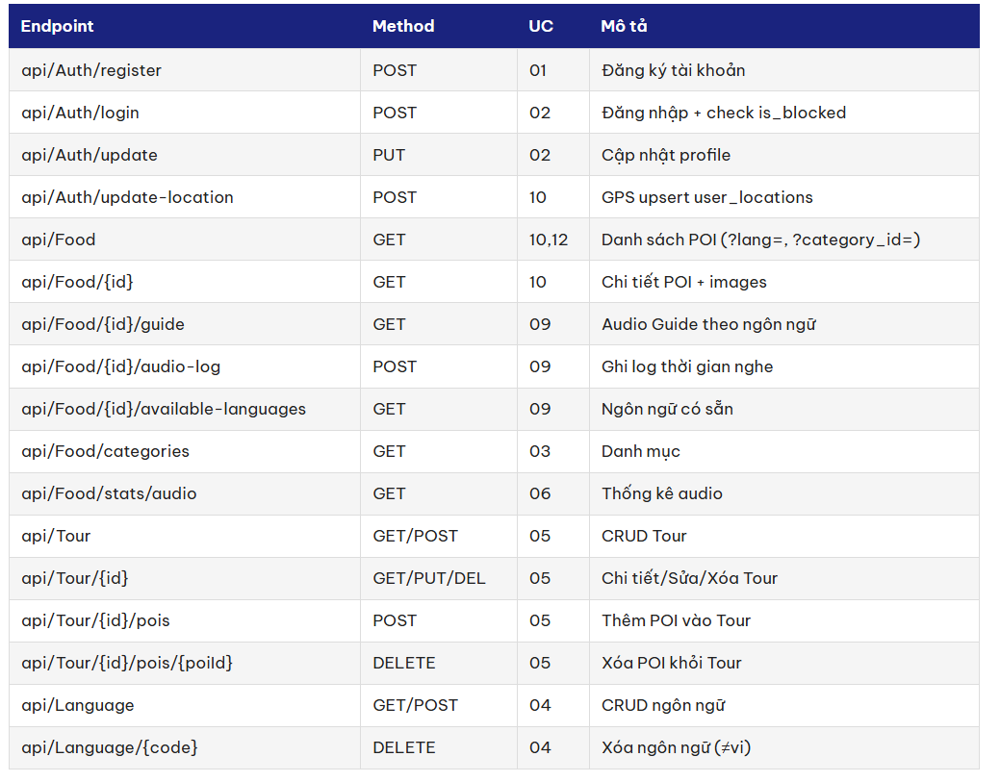 Endpoint Method UC Mô tả
api/Auth/register POST 01 Đăng ký tài khoản
api/Auth/login POST 02 Đăng nhập + check is_blocked
api/Auth/update PUT 02 Cập nhật profile
api/Auth/update-location POST 10 GPS upsert user_locations
api/Food GET 10,12 Danh sách POI (?lang=, ?category_id=)
api/Food/{id} GET 10 Chi tiết POI + images
api/Food/{id}/guide GET 09 Audio Guide theo ngôn ngữ
api/Food/{id}/audio-log POST 09 Ghi log thời gian nghe
api/Food/{id}/available-languages GET 09 Ngôn ngữ có sẵn
api/Food/categories GET 03 Danh mục
api/Food/stats/audio GET 06 Thống kê audio
api/Tour GET/POST 05 CRUD Tour
api/Tour/{id} GET/PUT/DEL 05 Chi tiết/Sửa/Xóa Tour
api/Tour/{id}/pois POST 05 Thêm POI vào Tour
api/Tour/{id}/pois/{poiId} DELETE 05 Xóa POI khỏi Tour
api/Language GET/POST 04 CRUD ngôn ngữ
api/Language/{code} DELETE 04 Xóa ngôn ngữ (≠vi)